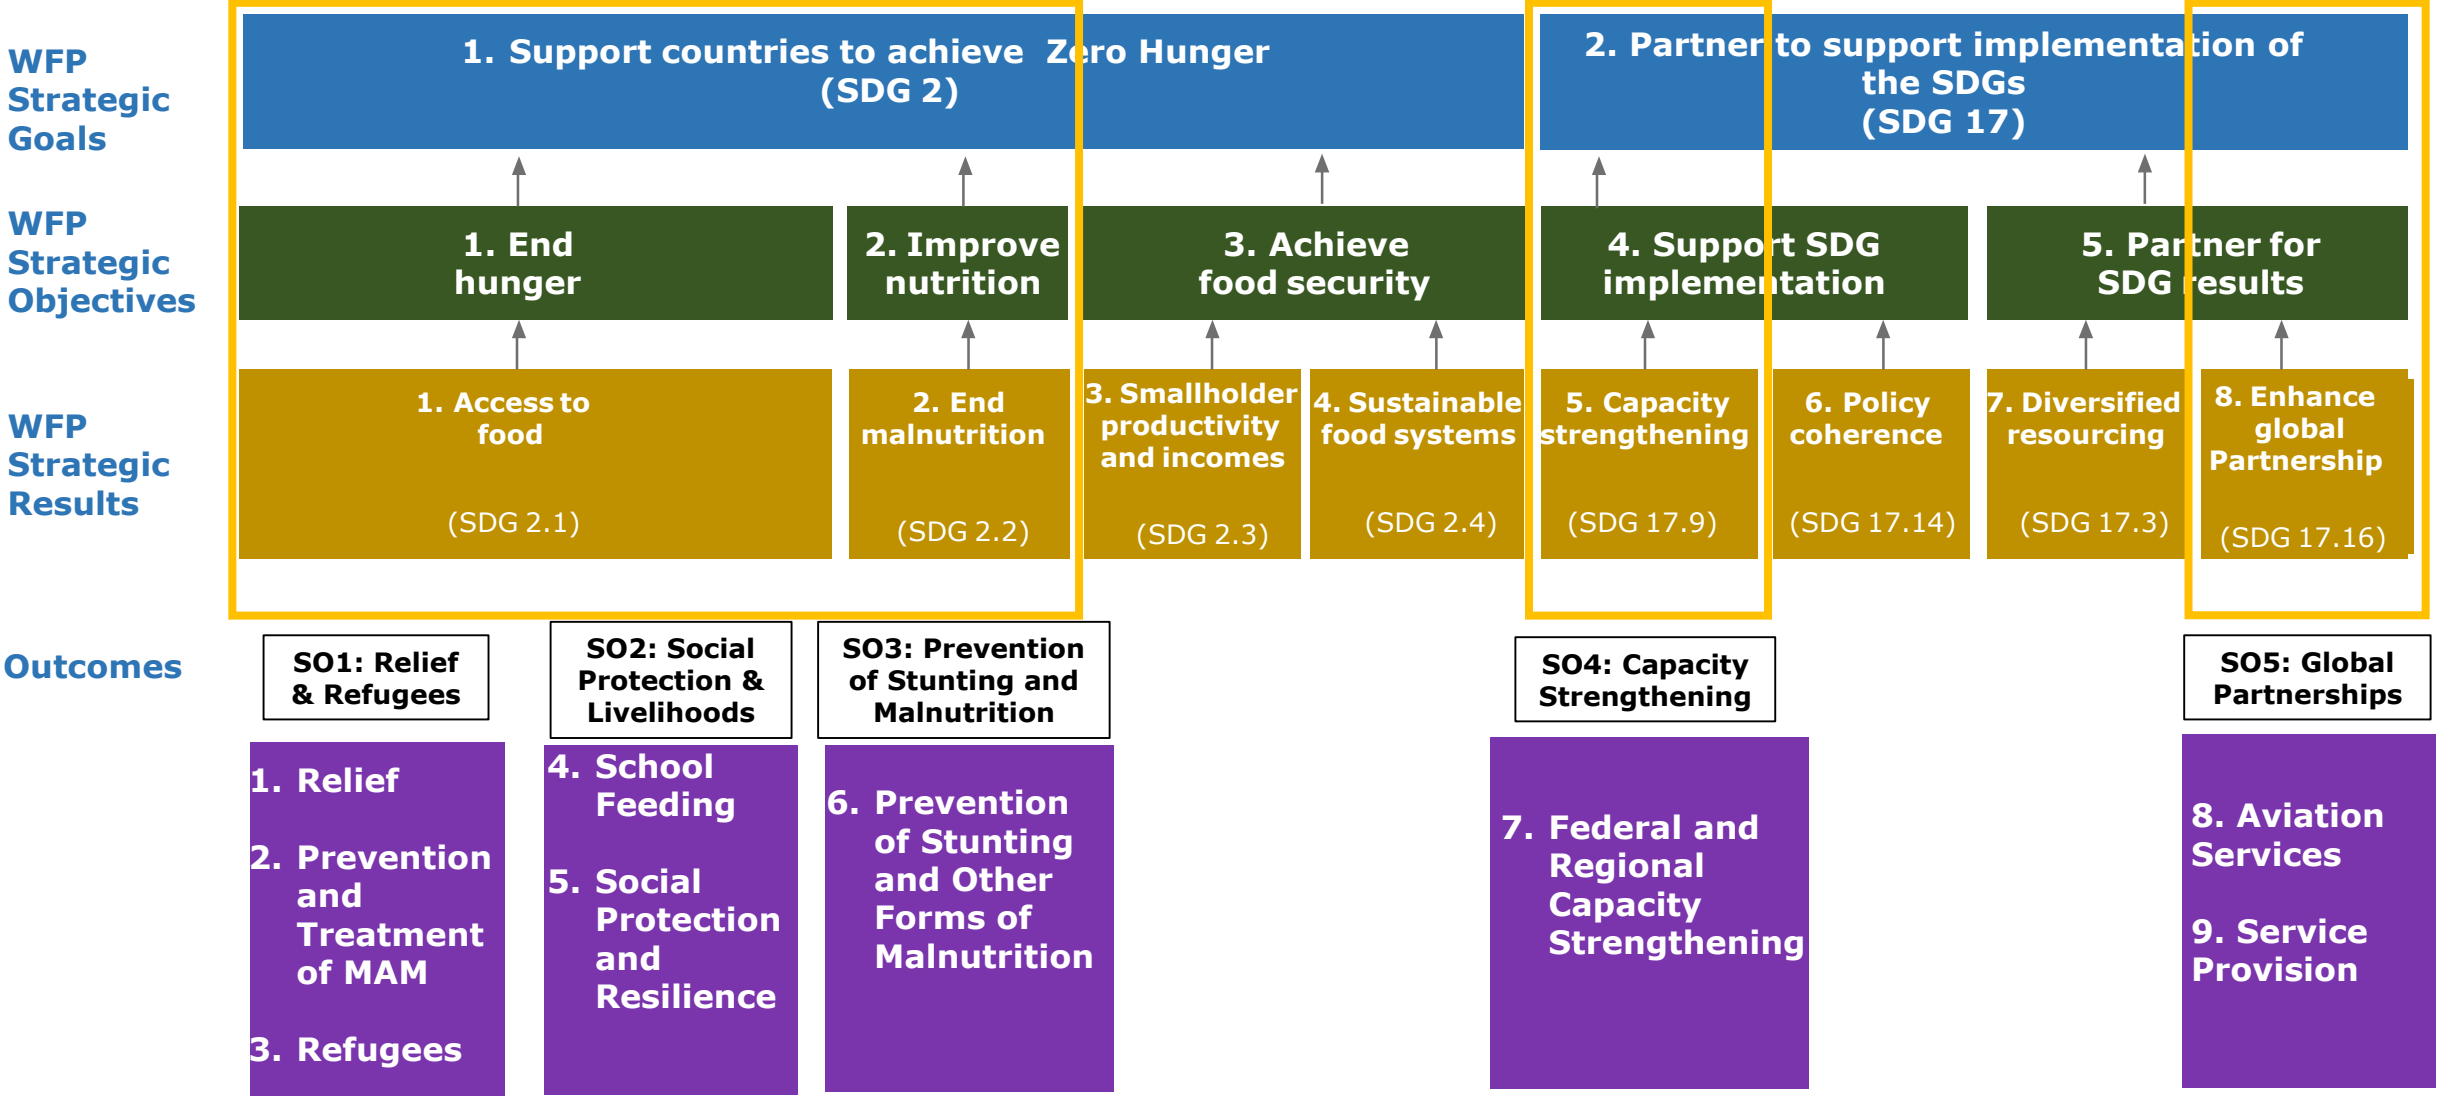 WFP
Strategic
Goals
1. Support countries to achieve Zero Hunger
(SDG 2)
2. Partner to support implementation of
the SDGs
(SDG 17)
WFP
Strategic
Objectives
1. End
hunger
2. Improve
nutrition
3. Achieve
food security
4. Support SDG
implementation
5. Partner for
SDG results
WFP
Strategic
Results
1. Access to
food
(SDG 2.1)
2. End
malnutrition
(SDG 2.2)
3. Smallholder
productivity
and incomes
(SDG 2.3)
4. Sustainable
food systems
(SDG 2.4)
5. Capacity
strengthening
(SDG 17.9)
6. Policy
coherence
(SDG 17.14)
7. Diversified
resourcing
(SDG 17.3)
8. Enhance
global
Partnership
(SDG 17.16)
Outcomes
SO1: Relief
& Refugees
SO2: Social
Protection &
Livelihoods
SO3: Prevention
of Stunting and
Malnutrition
SO4: Capacity
Strengthening
SO5: Global
Partnerships
1. Relief
2. Prevention
and
Treatment
of MAM
3. Refugees
4. School
Feeding
5. Social
Protection
and
Resilience
6. Prevention
of Stunting
and Other
Forms of
Malnutrition
7. Federal and
Regional
Capacity
Strengthening
8. Aviation
Services
9. Service
Provision